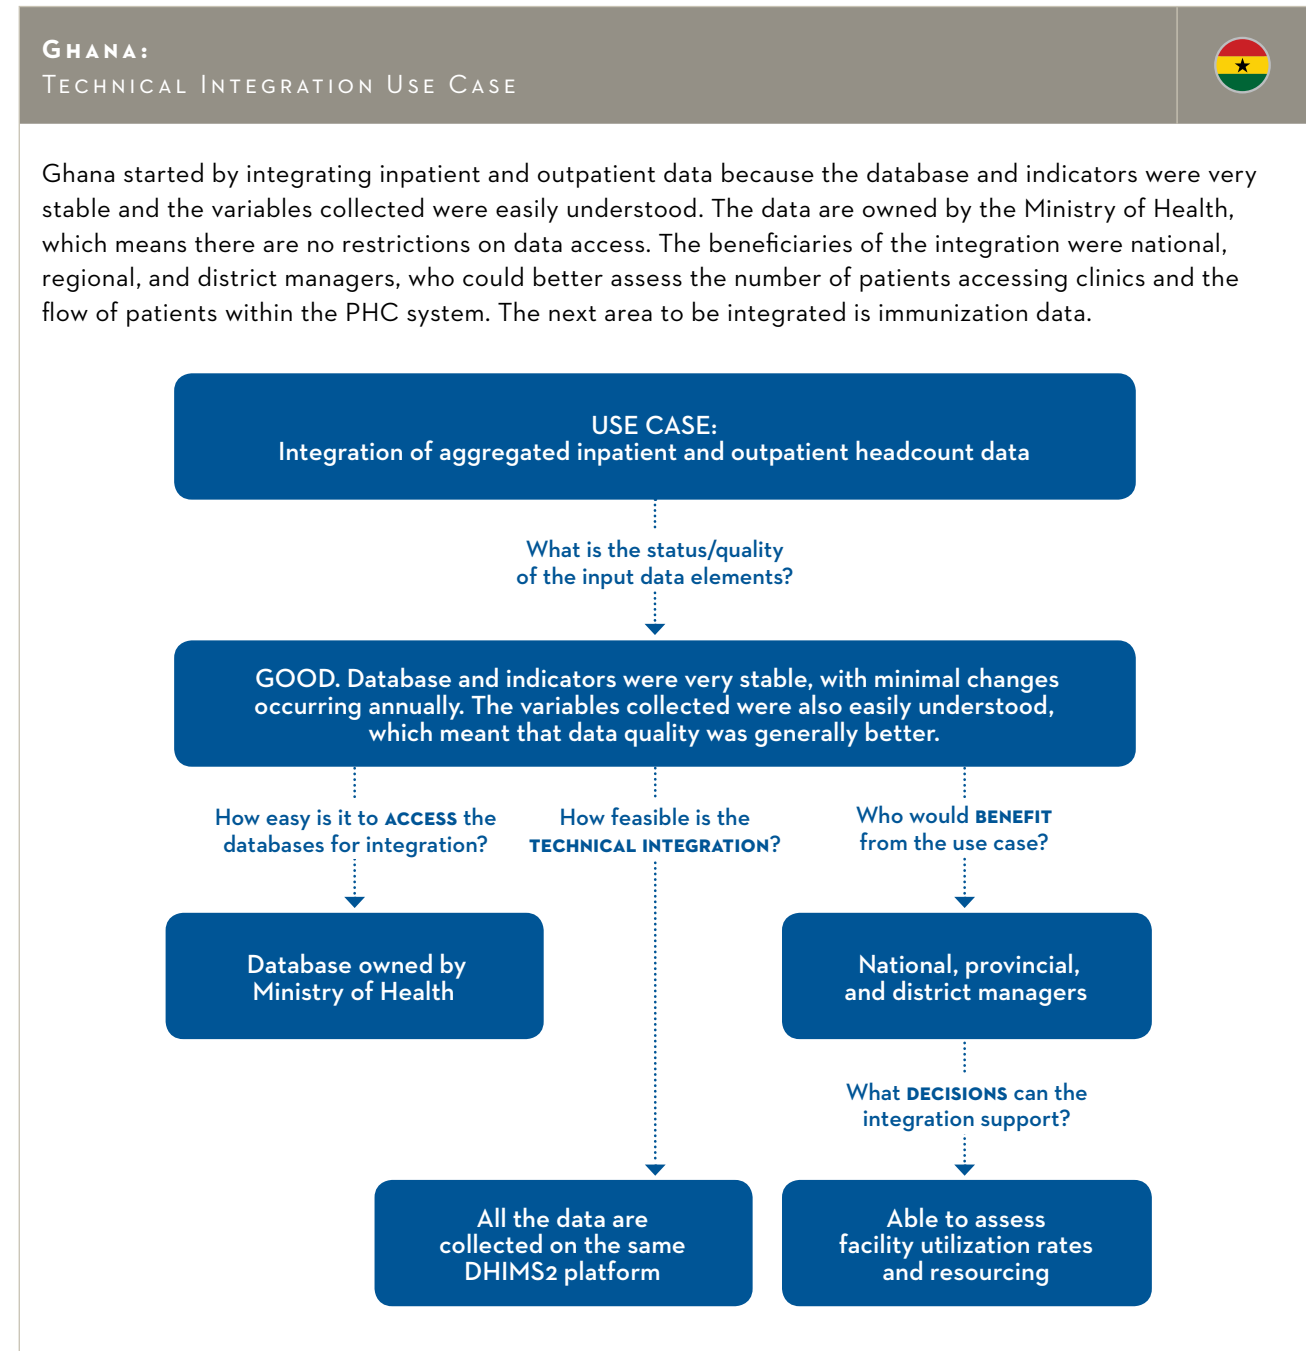 GHANA:
TECHNICAL INTEGRATION USE CASE
Ghana started by integrating inpatient and outpatient data because the database and indicators were very
stable and the variables collected were easily understood. The data are owned by the Ministry of Health,
which means there are no restrictions on data access. The beneficiaries of the integration were national,
regional, and district managers, who could better assess the number of patients accessing clinics and the
flow of patients within the PHC system. The next area to be integrated is immunization data.
USE CASE:
Integration of aggregated inpatient and outpatient headcount data
What is the status/quality
of the input data elements?
GOOD. Database and indicators were very stable, with minimal changes
occurring annually. The variables collected were also easily understood,
which meant that data quality was generally better.
How easy is it to ACCESS the
databases for integration?
How feasible is the
TECHNICAL INTEGRATION?
Who would BENEFIT
from the use case?
Database owned by
Ministry of Health
National, provincial,
and district managers
What DECISIONS can the
integration support?
All the data are
collected on the same
DHIMS2 platform
Able to assess
facility utilization rates
and resourcing